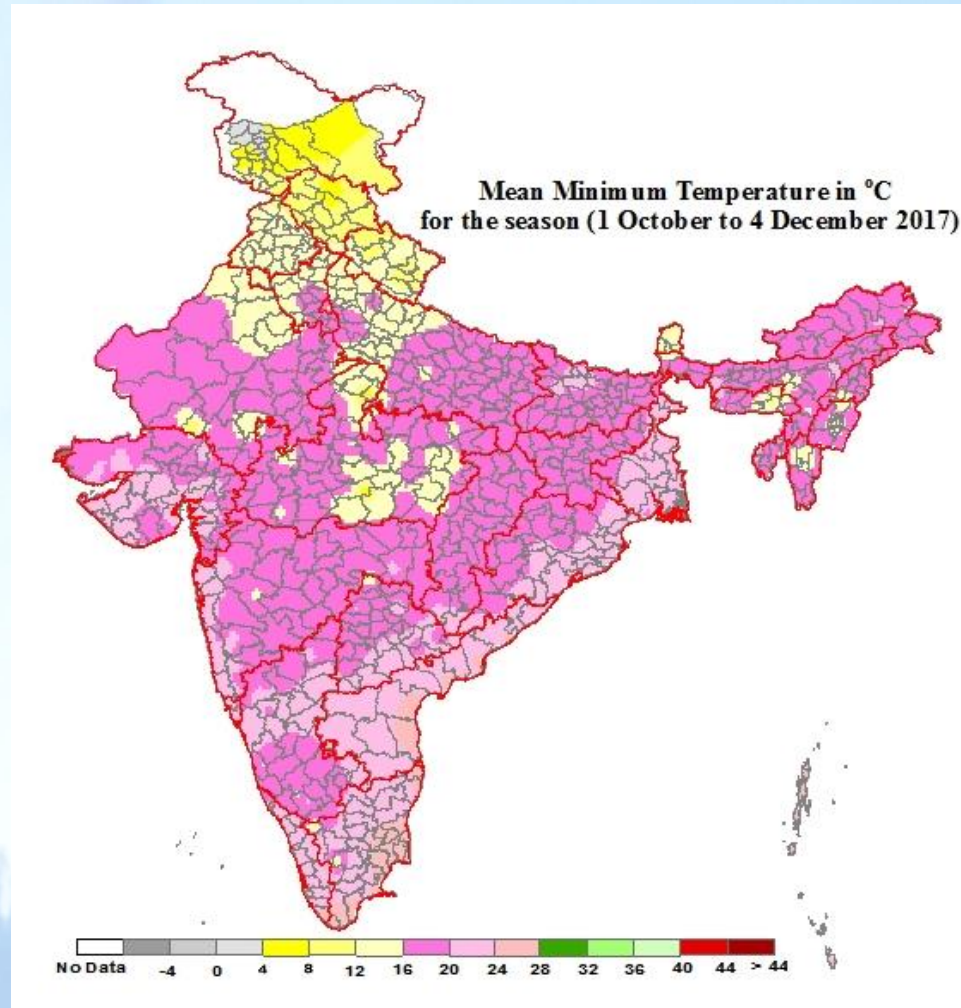 Mean Minimum Temperature in °C
for the season (1 October to 4 December 2017)
No Data -4 0 4 8 12 16 20 24 28 32 36 40 44 > 44